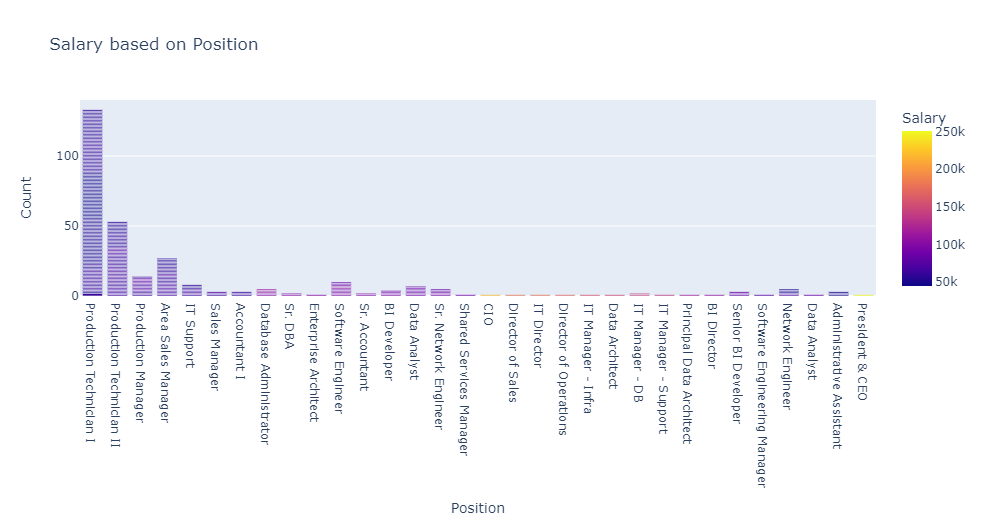 Salary based on Position
Salary
250k
200k
150k
100k
50k
100
50
0
Count
Production Technician I
Production Technician II
Production Manager
Area Sales Manager
IT Support
Sales Manager
Accountant I
Database Administrator
Sr. DBA
Enterprise Architect
Software Engineer
Sr. Accountant
BI Developer
Data Analyst
Sr. Network Engineer
Shared Services Manager
CIO
Director of Sales
IT Director
Director of Operations
IT Manager - Infra
Data Architect
IT Manager - DB
IT Manager - Support
Principal Data Architect
BI Director
Senior BI Developer
Software Engineering Manager
Network Engineer
Data Analyst
Administrative Assistant
President & CEO
Position